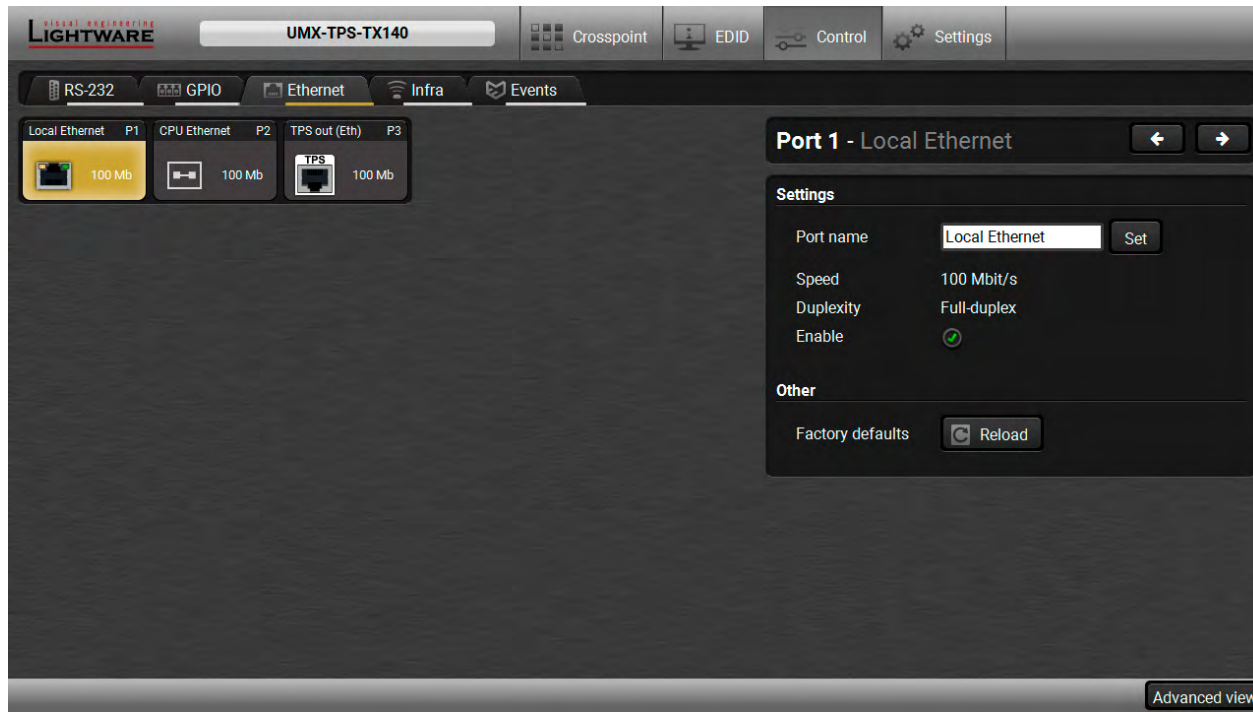 visual engineering
LIGHTWARE
UMX-TPS-TX140
Crosspoint
EDID
Control
Settings
RS-232
GPIO
Ethernet
Infra
Events
Local Ethernet P1
CPU Ethernet P2
TPS out (Eth) P3
100 Mb
100 Mb
TPS
100 Mb
Port 1 - Local Ethernet
Settings
Port name Local Ethernet Set
Speed 100 Mbit/s
Duplexity Full-duplex
Enable
Other
Factory defaults Reload
Advanced view